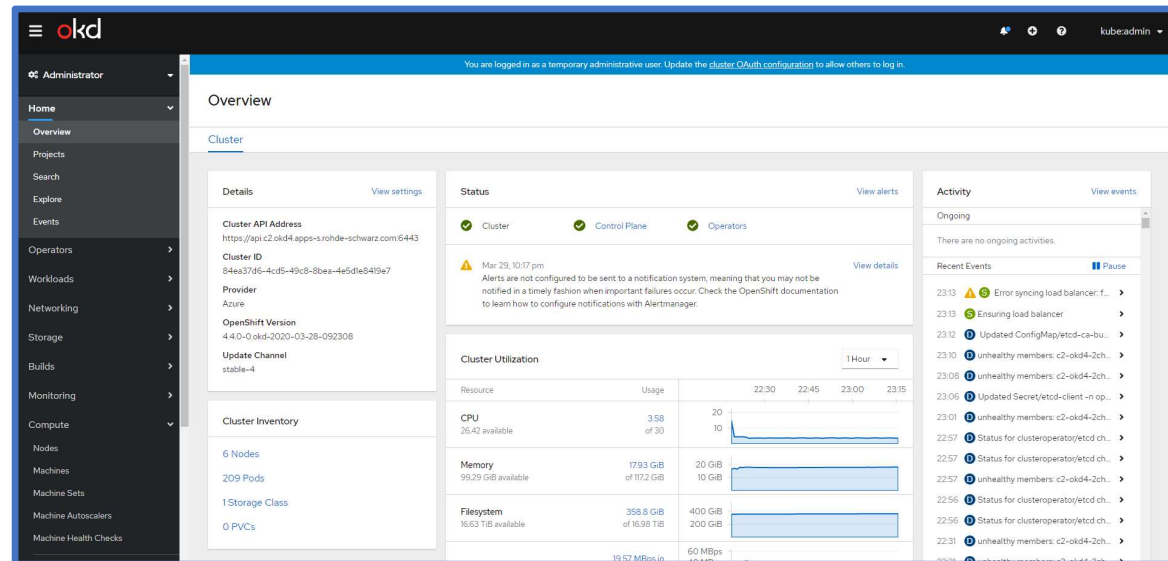 okd
kube:admin
Administrator
You are logged in as a temporary administrative user. Update the cluster OAuth configuration to allow others to log in.
Home
Overview
Projects
Search
Explore
Events
Operators
Workloads
Networking
Storage
Builds
Monitoring
Compute
Nodes
Machines
Machine Sets
Machine Autoscalers
Machine Health Checks
Overview
Cluster
Details View settings
Cluster API Address
https://api.c2.okd4.apps-s.rohde-schwarz.com:6443
Cluster ID
84ea37d6-4cd5-49c8-8bea-4e5d1e8419e7
Provider
Azure
OpenShift Version
4.4.0-0.okd-2020-03-28-092308
Update Channel
stable-4
Cluster Inventory
6 Nodes
209 Pods
1 Storage Class
0 PVCs
Status View alerts
Cluster Control Plane Operators
Mar 29, 10:17 pm View details
Alerts are not configured to be sent to a notification system, meaning that you may not be
notified in a timely fashion when important failures occur. Check the OpenShift documentation
to learn how to configure notifications with Alertmanager.
Cluster Utilization 1 Hour
Resource Usage 22:30 22:45 23:00 23:15
CPU 3.58 20
26.42 available of 30 10
Memory 17.93 GiB 20 GiB
99.29 GiB available of 117.2 GiB 10 GiB
Filesystem 358.8 GiB 400 GiB
16.63 TiB available of 16.98 TiB 200 GiB
19.57 MBps in 60 MBps
Activity View events
Ongoing
There are no ongoing activities.
Recent Events Pause
23:13 S Error syncing load balancer: f...
23:13 S Ensuring load balancer
23:12 D Updated ConfigMap/etcd-ca-bu...
23:10 D unhealthy members: c2-okd4-2ch...
23:08 D unhealthy members: c2-okd4-2ch...
23:06 D Updated Secret/etcd-client -n op...
23:01 D unhealthy members: c2-okd4-2ch...
22:57 D Status for clusteroperator/etcd ch...
22:57 D Status for clusteroperator/etcd ch...
22:57 D unhealthy members: c2-okd4-2ch...
22:56 D Status for clusteroperator/etcd ch...
22:56 D Status for clusteroperator/etcd ch...
22:31 D unhealthy members: c2-okd4-2ch...